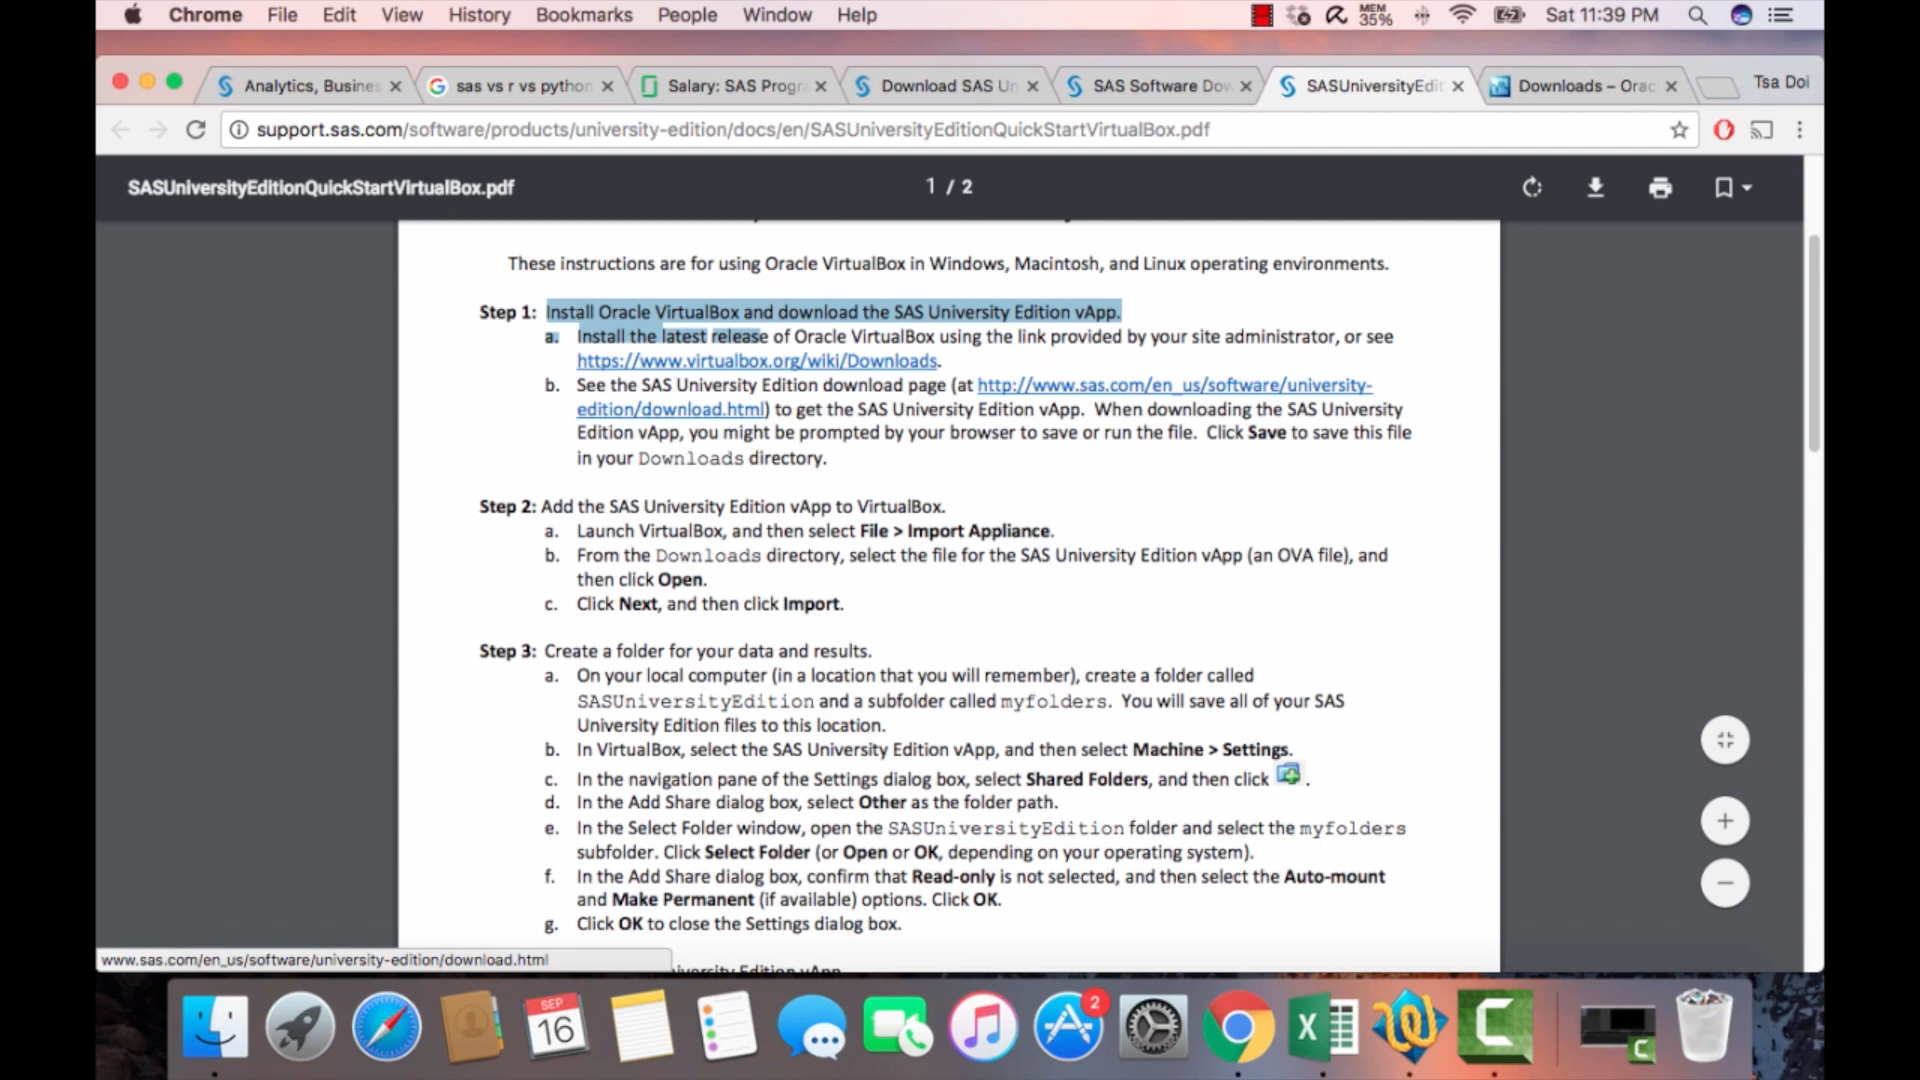 Chrome File Edit View History Bookmarks People Window Help MEM 35% Sat 11:39 PM
Analytics, Busines sas vs r vs python Salary: SAS Progr Download SAS Un SAS Software Dow SASUniversityEdit Downloads – Orac Tsa Doi
support.sas.com/software/products/university-edition/docs/en/SASUniversityEditionQuickStartVirtualBox.pdf
SASUniversityEditionQuickStartVirtualBox.pdf 1 / 2
These instructions are for using Oracle VirtualBox in Windows, Macintosh, and Linux operating environments.
Step 1: Install Oracle VirtualBox and download the SAS University Edition vApp.
a. Install the latest release of Oracle VirtualBox using the link provided by your site administrator, or see
https://www.virtualbox.org/wiki/Downloads.
b. See the SAS University Edition download page (at http://www.sas.com/en_us/software/university-
edition/download.html) to get the SAS University Edition vApp. When downloading the SAS University
Edition vApp, you might be prompted by your browser to save or run the file. Click Save to save this file
in your Downloads directory.
Step 2: Add the SAS University Edition vApp to VirtualBox.
a. Launch VirtualBox, and then select File > Import Appliance.
b. From the Downloads directory, select the file for the SAS University Edition vApp (an OVA file), and
then click Open.
c. Click Next, and then click Import.
Step 3: Create a folder for your data and results.
a. On your local computer (in a location that you will remember), create a folder called
SASUniversityEdition and a subfolder called myfolders. You will save all of your SAS
University Edition files to this location.
b. In VirtualBox, select the SAS University Edition vApp, and then select Machine > Settings.
c. In the navigation pane of the Settings dialog box, select Shared Folders, and then click .
d. In the Add Share dialog box, select Other as the folder path.
e. In the Select Folder window, open the SASUniversityEdition folder and select the myfolders
subfolder. Click Select Folder (or Open or OK, depending on your operating system).
f. In the Add Share dialog box, confirm that Read-only is not selected, and then select the Auto-mount
and Make Permanent (if available) options. Click OK.
g. Click OK to close the Settings dialog box.
www.sas.com/en_us/software/university-edition/download.html
SEP
16
2